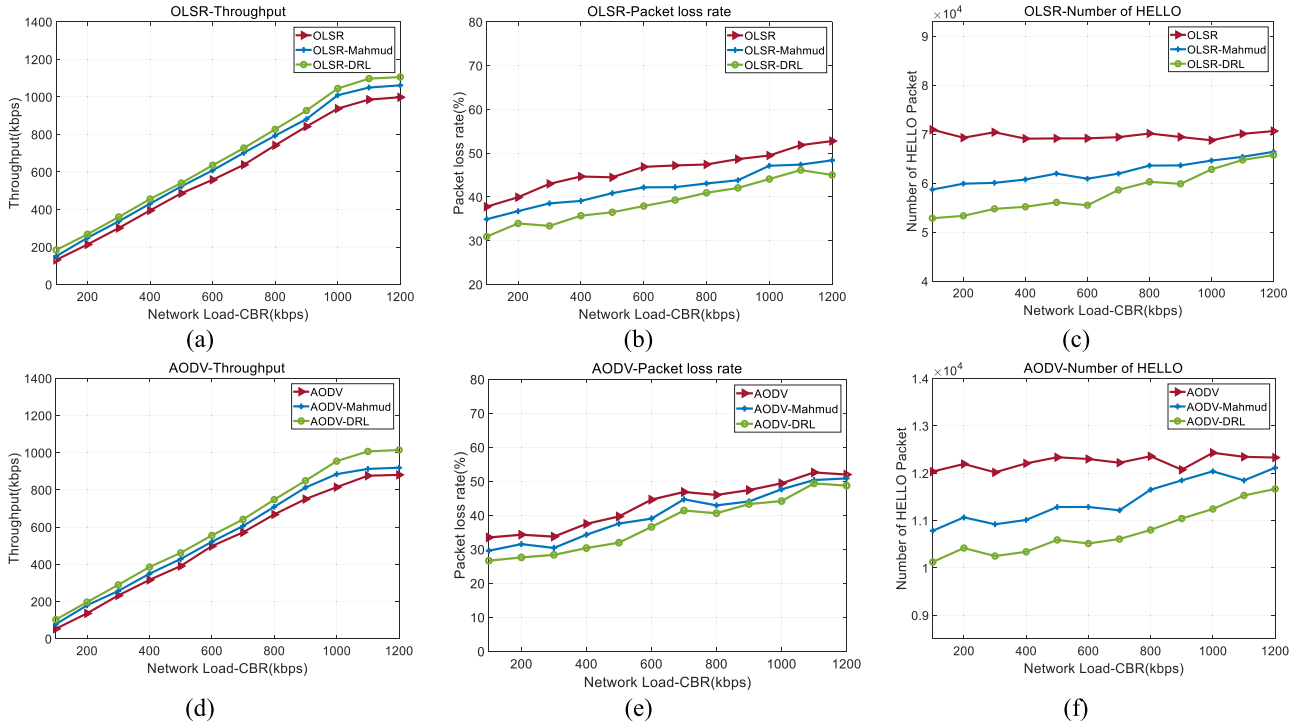 OLSR-Throughput
OLSR
OLSR-Mahmud
OLSR-DRL
1400
1200
1000
800
600
400
200
0
Throughput(kbps)
200 400 600 800 1000 1200
Network Load-CBR(kbps)
(a)
OLSR-Packet loss rate
OLSR
OLSR-Mahmud
OLSR-DRL
80
70
60
50
40
30
20
Packet loss rate(%)
200 400 600 800 1000 1200
Network Load-CBR(kbps)
(b)
OLSR-Number of HELLO
×10⁴
OLSR
OLSR-Mahmud
OLSR-DRL
9
8
7
6
5
4
Number of HELLO Packet
200 400 600 800 1000 1200
Network Load-CBR(kbps)
(c)
AODV-Throughput
AODV
AODV-Mahmud
AODV-DRL
1400
1200
1000
800
600
400
200
0
Throughput(kbps)
200 400 600 800 1000 1200
Network Load-CBR(kbps)
(d)
AODV-Packet loss rate
AODV
AODV-Mahmud
AODV-DRL
80
70
60
50
40
30
20
10
0
Packet loss rate(%)
200 400 600 800 1000 1200
Network Load-CBR(kbps)
(e)
AODV-Number of HELLO
×10⁴
AODV
AODV-Mahmud
AODV-DRL
1.4
1.3
1.2
1.1
1.0
0.9
Number of HELLO Packet
200 400 600 800 1000 1200
Network Load-CBR(kbps)
(f)